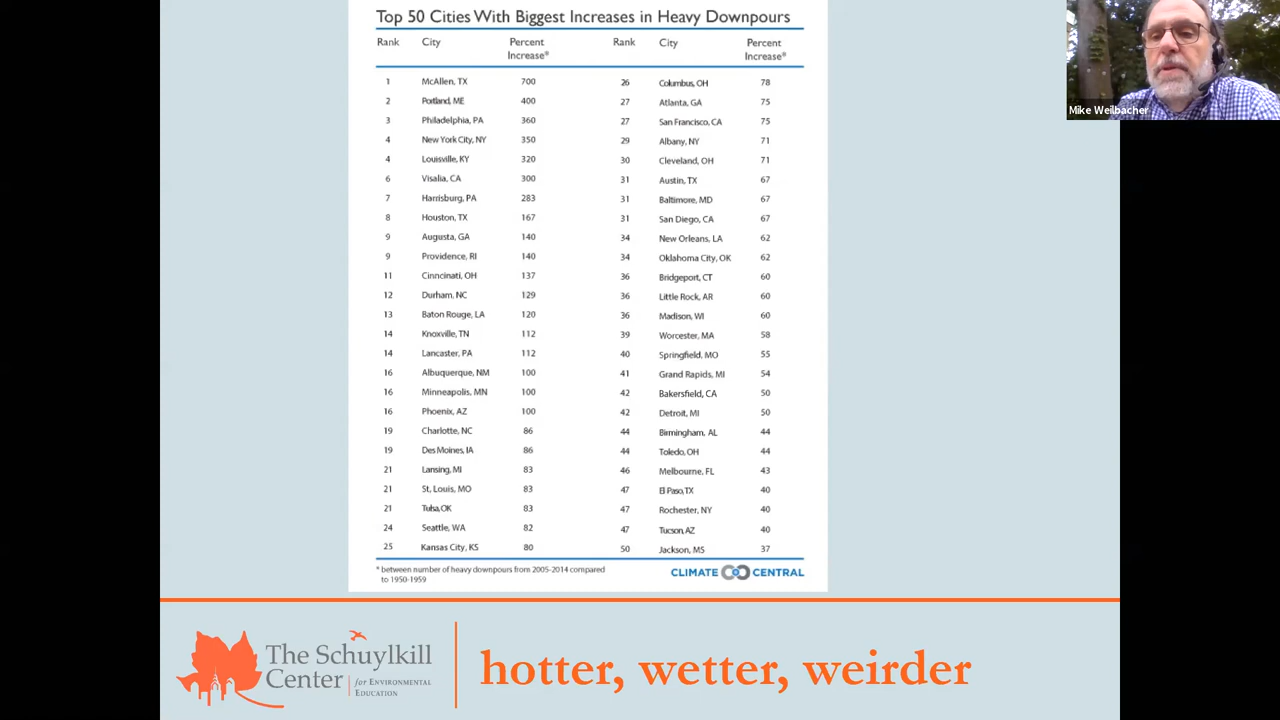 Top 50 Cities With Biggest Increases in Heavy Downpours
Rank City Percent Increase* Rank City Percent Increase*
1 McAllen, TX 700 26 Columbus, OH 78
2 Portland, ME 400 27 Atlanta, GA 75
3 Philadelphia, PA 360 27 San Francisco, CA 75
4 New York City, NY 350 29 Albany, NY 71
4 Louisville, KY 320 30 Cleveland, OH 71
6 Visalia, CA 300 31 Austin, TX 67
7 Harrisburg, PA 283 31 Baltimore, MD 67
8 Houston, TX 167 31 San Diego, CA 67
9 Augusta, GA 140 34 New Orleans, LA 62
9 Providence, RI 140 34 Oklahoma City, OK 62
11 Cinncinati, OH 137 36 Bridgeport, CT 60
12 Durham, NC 129 36 Little Rock, AR 60
13 Baton Rouge, LA 120 36 Madison, WI 60
14 Knoxville, TN 112 39 Worcester, MA 58
14 Lancaster, PA 112 40 Springfield, MO 55
16 Albuquerque, NM 100 41 Grand Rapids, MI 54
16 Minneapolis, MN 100 42 Bakersfield, CA 50
16 Phoenix, AZ 100 42 Detroit, MI 50
19 Charlotte, NC 86 44 Birmingham, AL 44
19 Des Moines, IA 86 44 Toledo, OH 44
21 Lansing, MI 83 46 Melbourne, FL 43
21 St, Louis, MO 83 47 El Paso, TX 40
21 Tulsa, OK 83 47 Rochester, NY 40
24 Seattle, WA 82 47 Tucson, AZ 40
25 Kansas City, KS 80 50 Jackson, MS 37
* between number of heavy downpours from 2005-2014 compared
to 1950-1959
CLIMATE CENTRAL
Mike Weilbacher
The Schuylkill
Center for ENVIRONMENTAL
EDUCATION
hotter, wetter, weirder